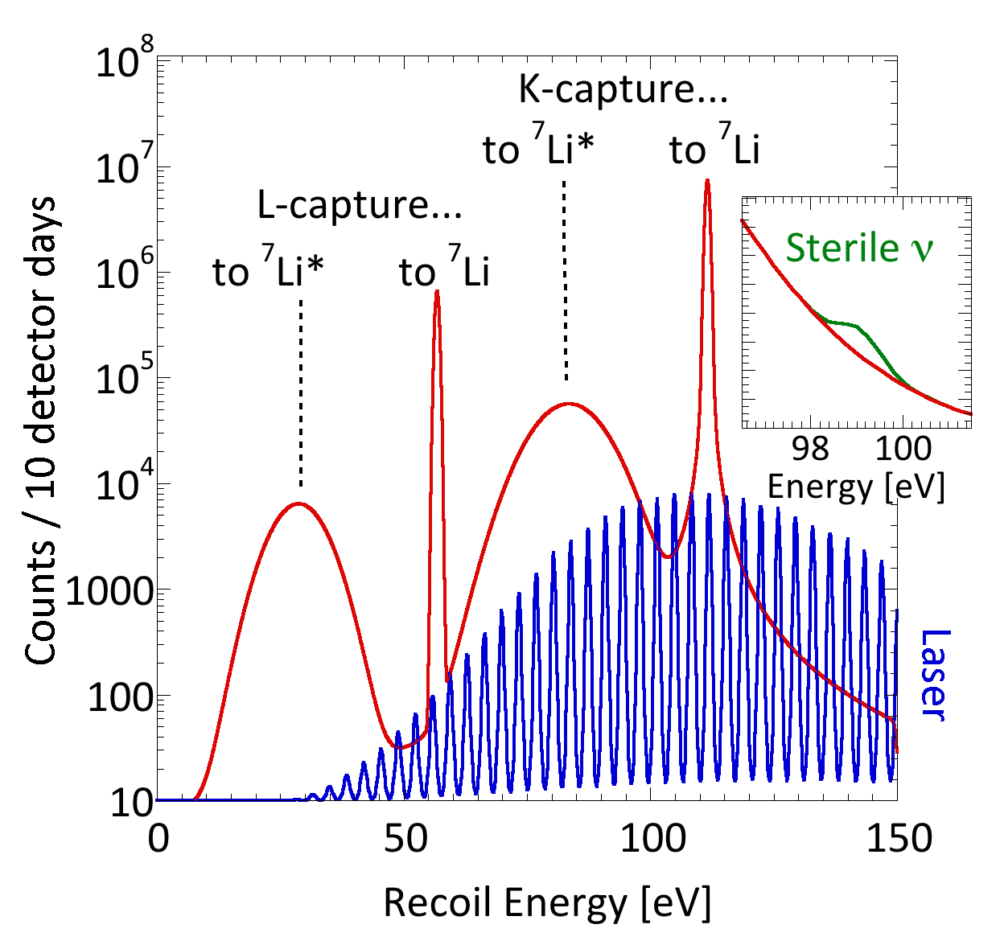 Counts / 10 detector days
10⁸
10⁷
10⁶
10⁵
10⁴
1000
100
10
K-capture...
to ⁷Li*
to ⁷Li
L-capture...
to ⁷Li*
to ⁷Li
Sterile ν
98
100
Energy [eV]
Laser
0
50
100
150
Recoil Energy [eV]